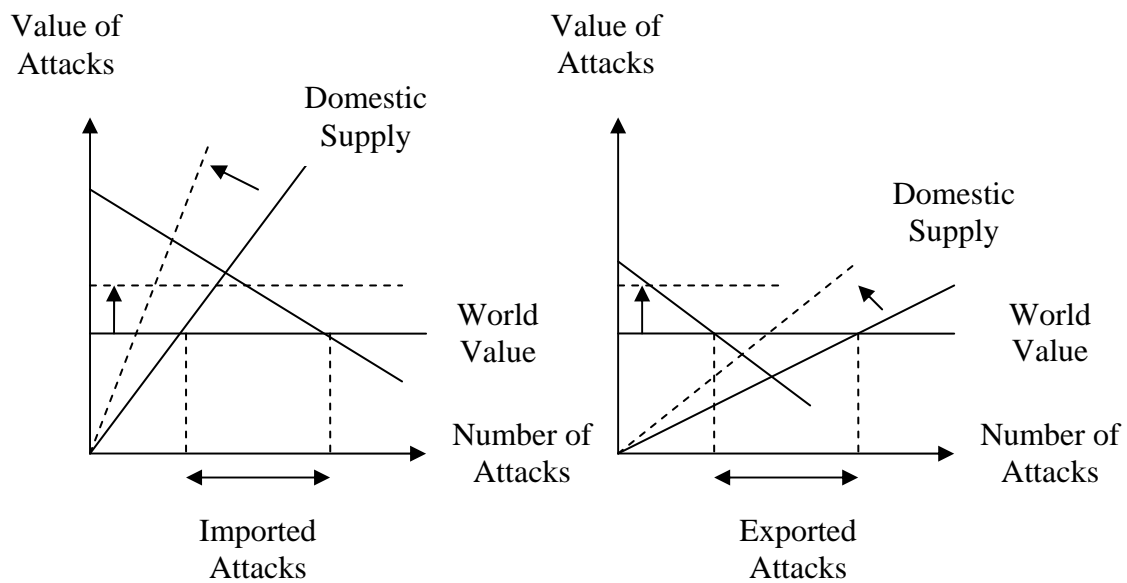 Value of
Attacks
Domestic
Supply
World
Value
Number of
Attacks
Imported
Attacks
Value of
Attacks
Domestic
Supply
World
Value
Number of
Attacks
Exported
Attacks